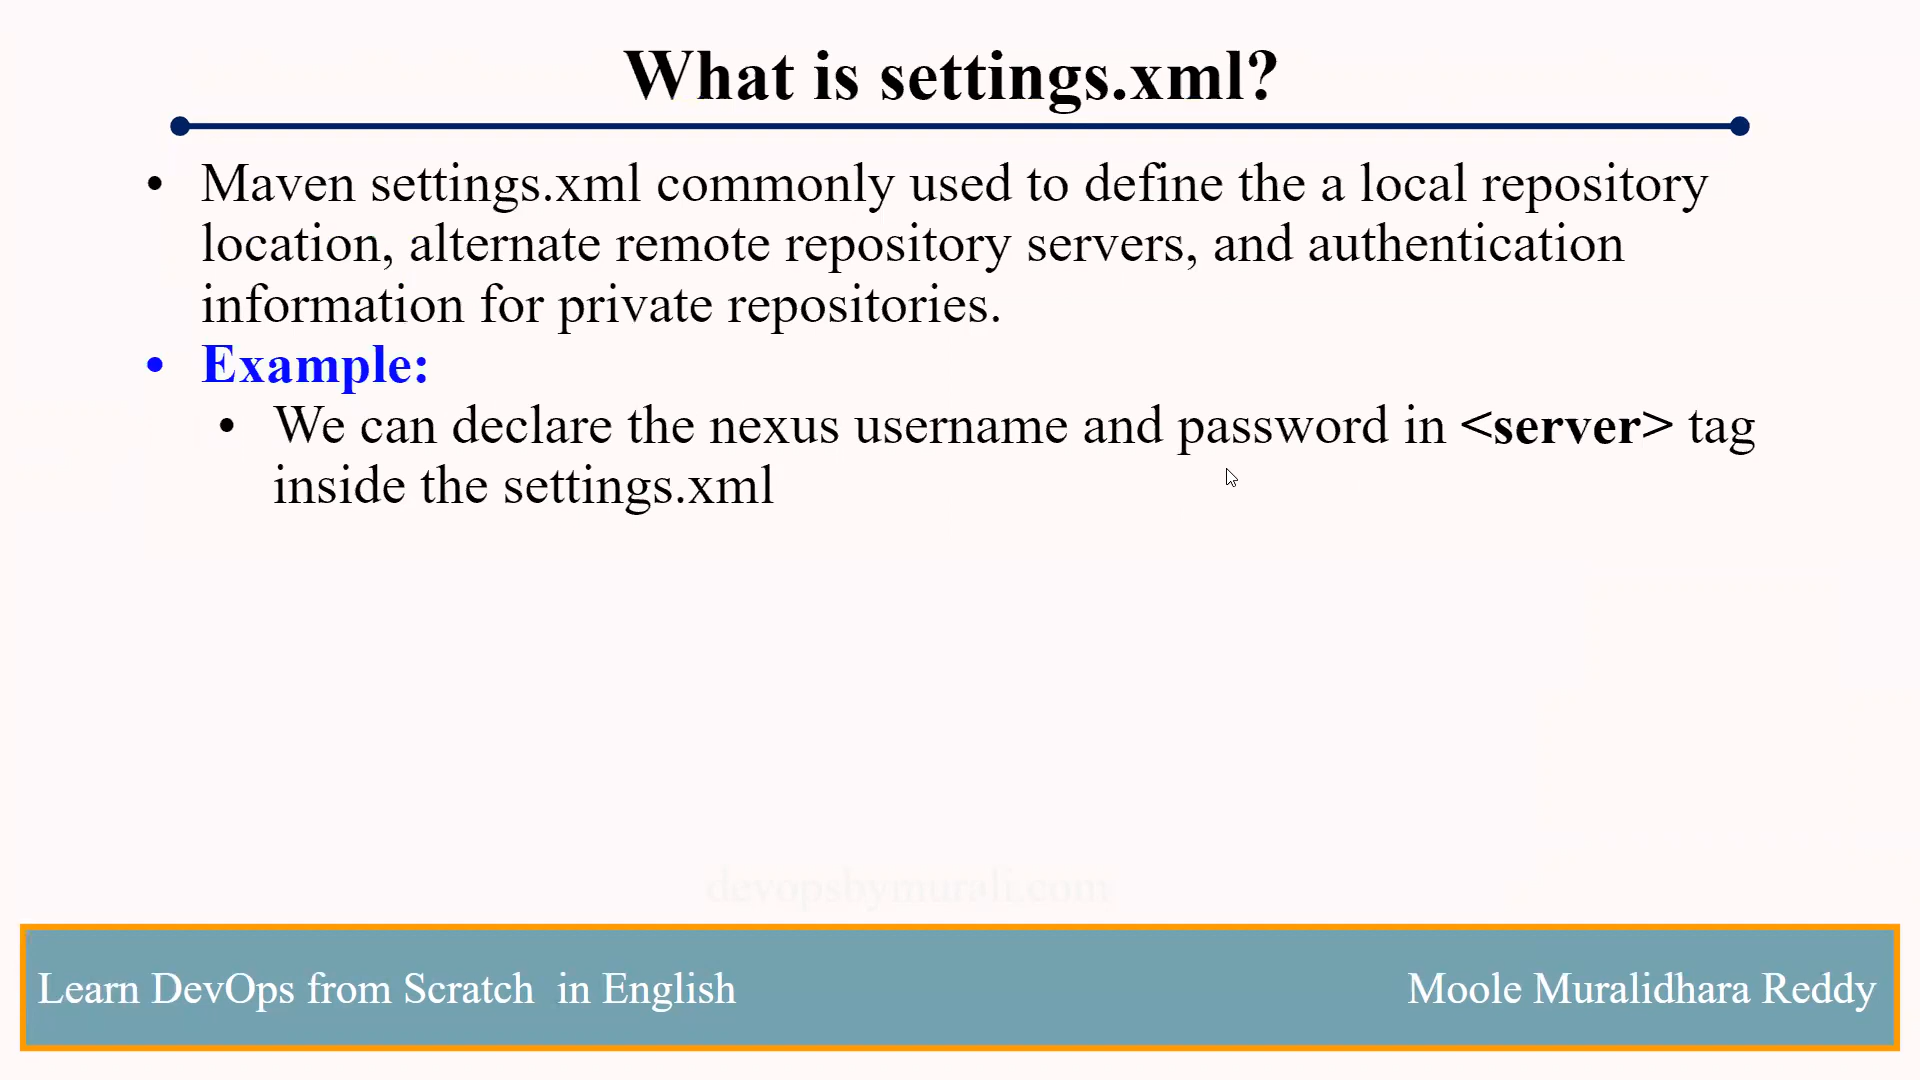 What is settings.xml?
• Maven settings.xml commonly used to define the a local repository
location, alternate remote repository servers, and authentication
information for private repositories.
• Example:
• We can declare the nexus username and password in <server> tag
inside the settings.xml
devopsbymurali.com
Learn DevOps from Scratch in English
Moole Muralidhara Reddy